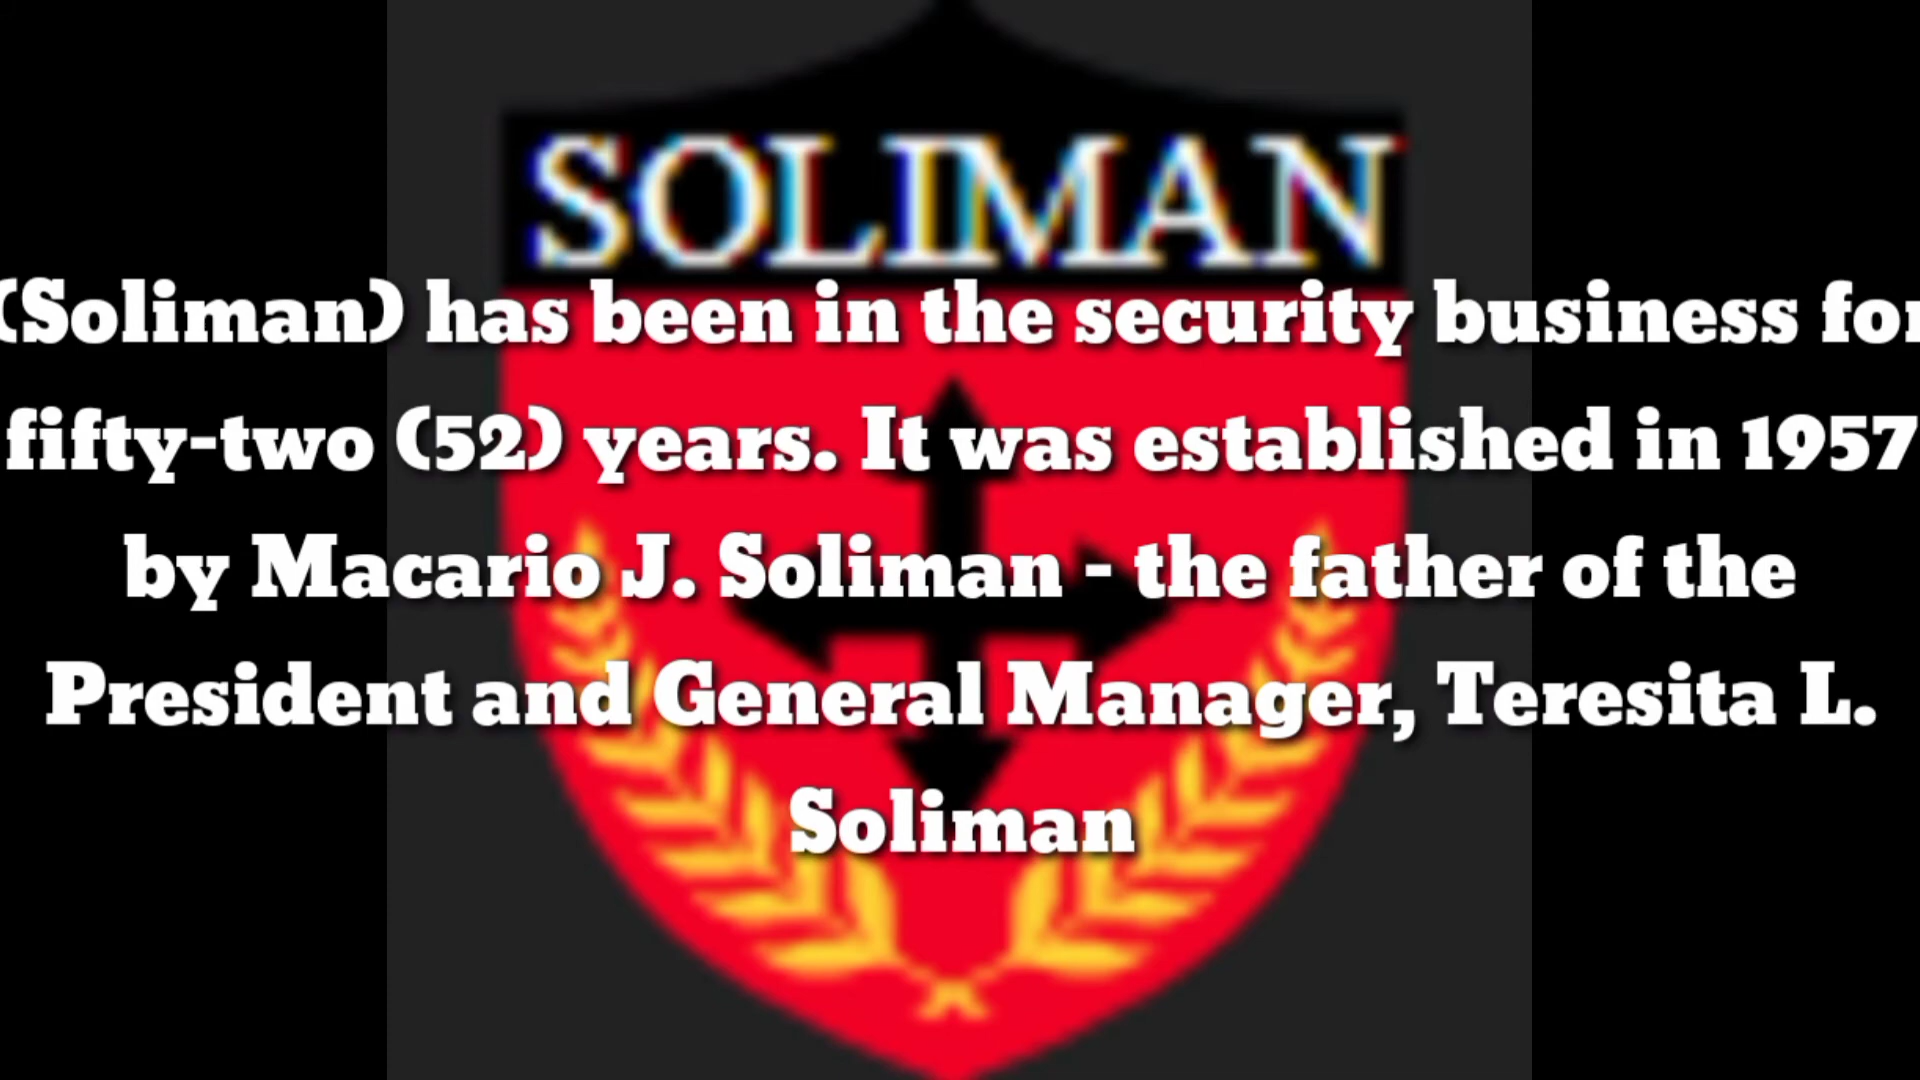 SOLIMAN
(Soliman) has been in the security business for
fifty-two (52) years. It was established in 1957
by Macario J. Soliman - the father of the
President and General Manager, Teresita L.
Soliman